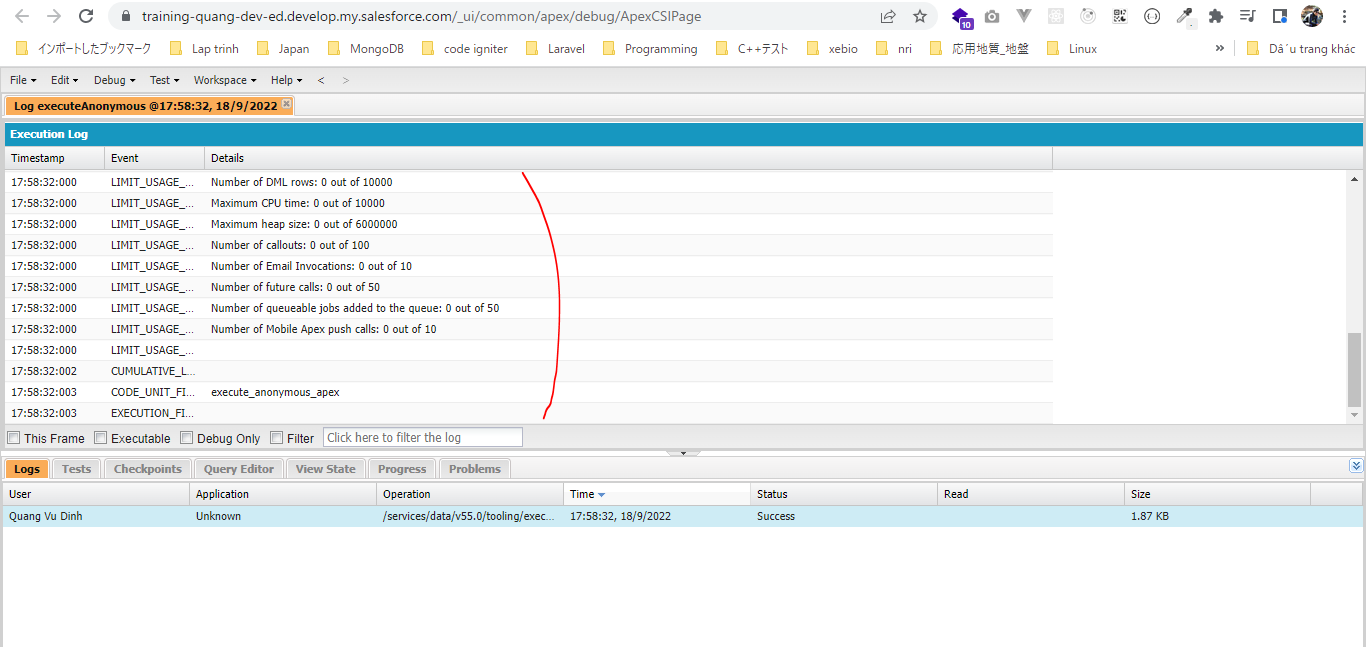 training-quang-dev-ed.develop.my.salesforce.com/_ui/common/apex/debug/ApexCSIPage
10
インポートしたブックマーク Lap trinh Japan MongoDB code igniter Laravel Programming C++テスト xebio nri 応用地質_地盤 Linux » Dấu trang khác
File Edit Debug Test Workspace Help < >
Log executeAnonymous @17:58:32, 18/9/2022
Execution Log
Timestamp Event Details
17:58:32:000 LIMIT_USAGE_... Number of DML rows: 0 out of 10000
17:58:32:000 LIMIT_USAGE_... Maximum CPU time: 0 out of 10000
17:58:32:000 LIMIT_USAGE_... Maximum heap size: 0 out of 6000000
17:58:32:000 LIMIT_USAGE_... Number of callouts: 0 out of 100
17:58:32:000 LIMIT_USAGE_... Number of Email Invocations: 0 out of 10
17:58:32:000 LIMIT_USAGE_... Number of future calls: 0 out of 50
17:58:32:000 LIMIT_USAGE_... Number of queueable jobs added to the queue: 0 out of 50
17:58:32:000 LIMIT_USAGE_... Number of Mobile Apex push calls: 0 out of 10
17:58:32:000 LIMIT_USAGE_...
17:58:32:002 CUMULATIVE_L...
17:58:32:003 CODE_UNIT_FI... execute_anonymous_apex
17:58:32:003 EXECUTION_FI...
This Frame Executable Debug Only Filter Click here to filter the log
Logs Tests Checkpoints Query Editor View State Progress Problems
User Application Operation Time Status Read Size
Quang Vu Dinh Unknown /services/data/v55.0/tooling/exec... 17:58:32, 18/9/2022 Success 1.87 KB